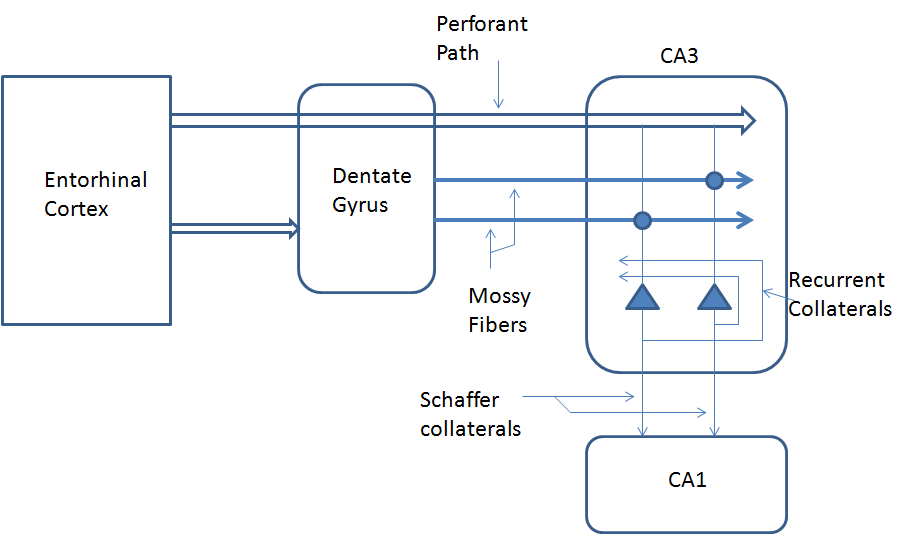 Perforant
Path
CA3
Entorhinal
Cortex
Dentate
Gyrus
Mossy
Fibers
Recurrent
Collaterals
Schaffer
collaterals
CA1